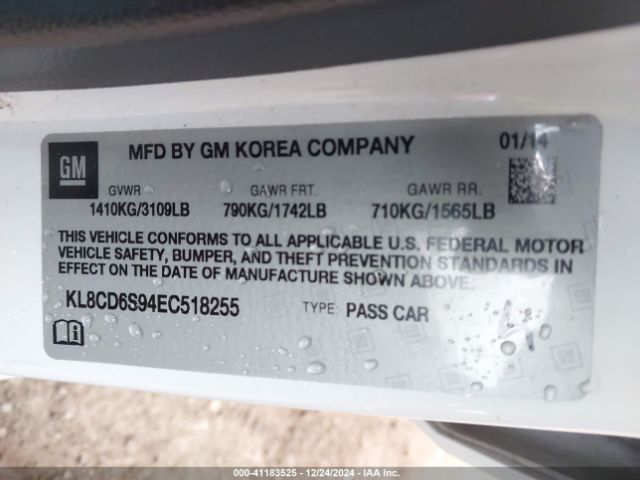 GM
MFD BY GM KOREA COMPANY
01/14
GVWR
GAWR FRT.
GAWR RR.
1410KG/3109LB
790KG/1742LB
710KG/1565LB
THIS VEHICLE CONFORMS TO ALL APPLICABLE U.S. FEDERAL MOTOR
VEHICLE SAFETY, BUMPER, AND THEFT PREVENTION STANDARDS IN
EFFECT ON THE DATE OF MANUFACTURE SHOWN ABOVE.
KL8CD6S94EC518255
TYPE: PASS CAR
GM
000-41183525 - 12/24/2024 - IAA Inc.